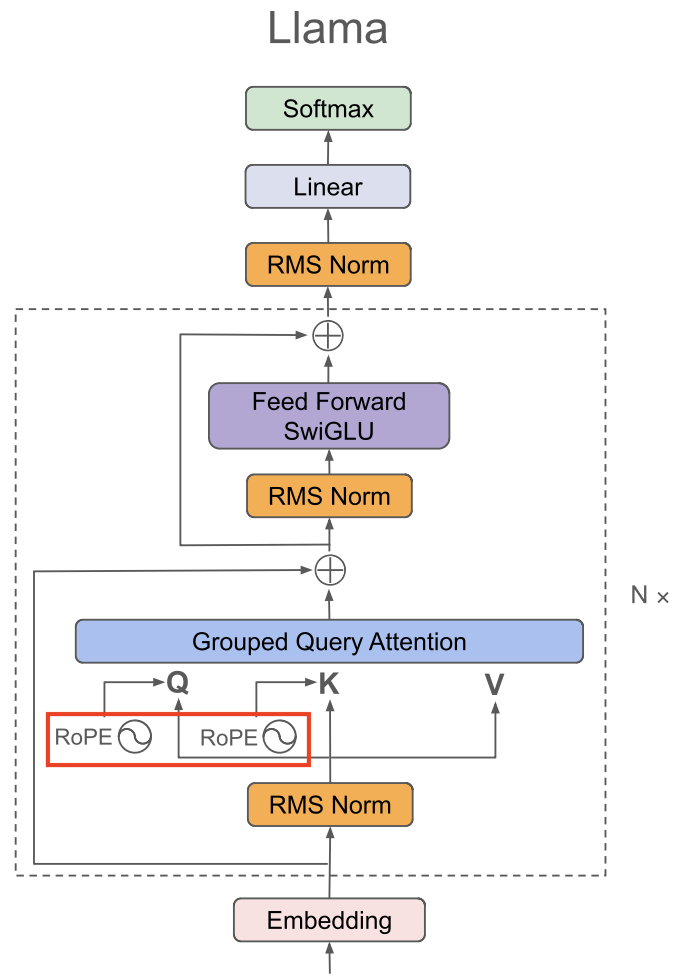 Llama
Softmax
Linear
RMS Norm
Feed Forward
SwiGLU
RMS Norm
N ×
Grouped Query Attention
Q K V
RoPE RoPE
RMS Norm
Embedding